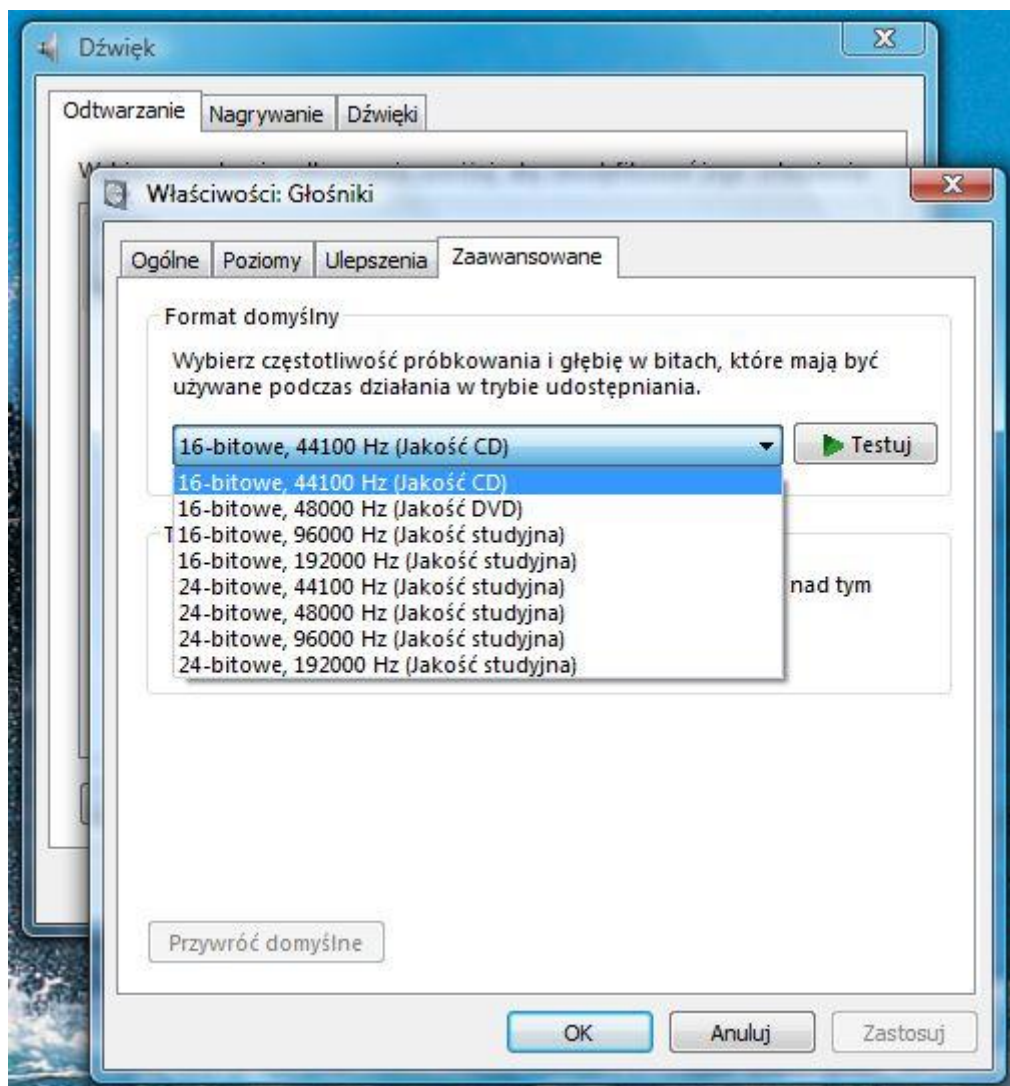 Dźwięk
Odtwarzanie Nagrywanie Dźwięki
Właściwości: Głośniki
Ogólne Poziomy Ulepszenia Zaawansowane
Format domyślny
Wybierz częstotliwość próbkowania i głębię w bitach, które mają być
używane podczas działania w trybie udostępniania.
16-bitowe, 44100 Hz (Jakość CD) Testuj
16-bitowe, 44100 Hz (Jakość CD)
16-bitowe, 48000 Hz (Jakość DVD)
16-bitowe, 96000 Hz (Jakość studyjna)
16-bitowe, 192000 Hz (Jakość studyjna)
24-bitowe, 44100 Hz (Jakość studyjna) nad tym
24-bitowe, 48000 Hz (Jakość studyjna)
24-bitowe, 96000 Hz (Jakość studyjna)
24-bitowe, 192000 Hz (Jakość studyjna)
Przywróć domyślne
OK Anuluj Zastosuj